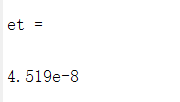 et =
4.519e-8